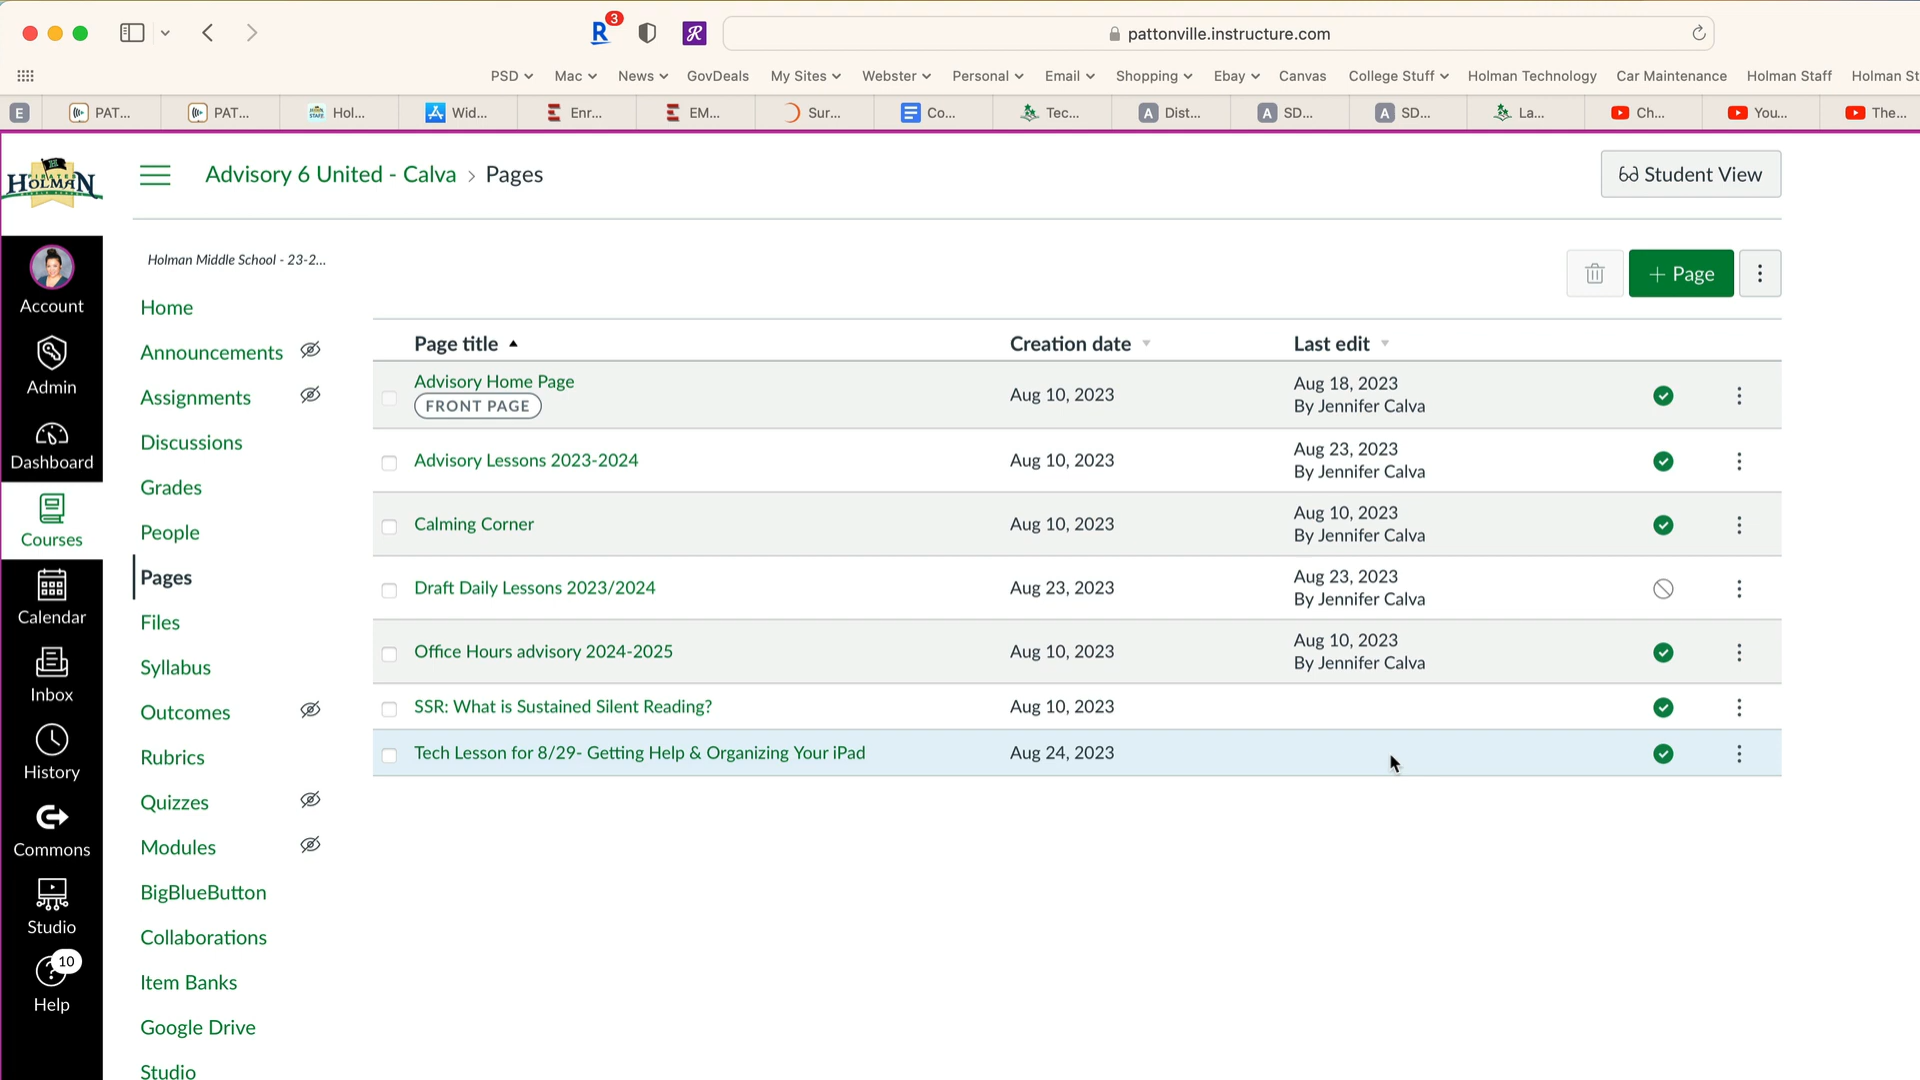 3
pattonville.instructure.com
PSD Mac News GovDeals My Sites Webster Personal Email Shopping Ebay Canvas College Stuff Holman Technology Car Maintenance Holman Staff Holman St
E PAT... PAT... Hol... Wid... Enr... EM... Sur... Co... Tec... Dist... SD... SD... La... Ch... You... The...
HOLMAN
Advisory 6 United - Calva › Pages
Student View
Holman Middle School - 23-2...
+ Page
Account
Admin
Dashboard
Courses
Calendar
Inbox
History
Commons
Studio
10
Help
Home
Announcements
Assignments
Discussions
Grades
People
Pages
Files
Syllabus
Outcomes
Rubrics
Quizzes
Modules
BigBlueButton
Collaborations
Item Banks
Google Drive
Studio
Page title Creation date Last edit
Advisory Home Page
FRONT PAGE
Aug 10, 2023
Aug 18, 2023
By Jennifer Calva
Advisory Lessons 2023-2024
Aug 10, 2023
Aug 23, 2023
By Jennifer Calva
Calming Corner
Aug 10, 2023
Aug 10, 2023
By Jennifer Calva
Draft Daily Lessons 2023/2024
Aug 23, 2023
Aug 23, 2023
By Jennifer Calva
Office Hours advisory 2024-2025
Aug 10, 2023
Aug 10, 2023
By Jennifer Calva
SSR: What is Sustained Silent Reading?
Aug 10, 2023
Tech Lesson for 8/29- Getting Help & Organizing Your iPad
Aug 24, 2023